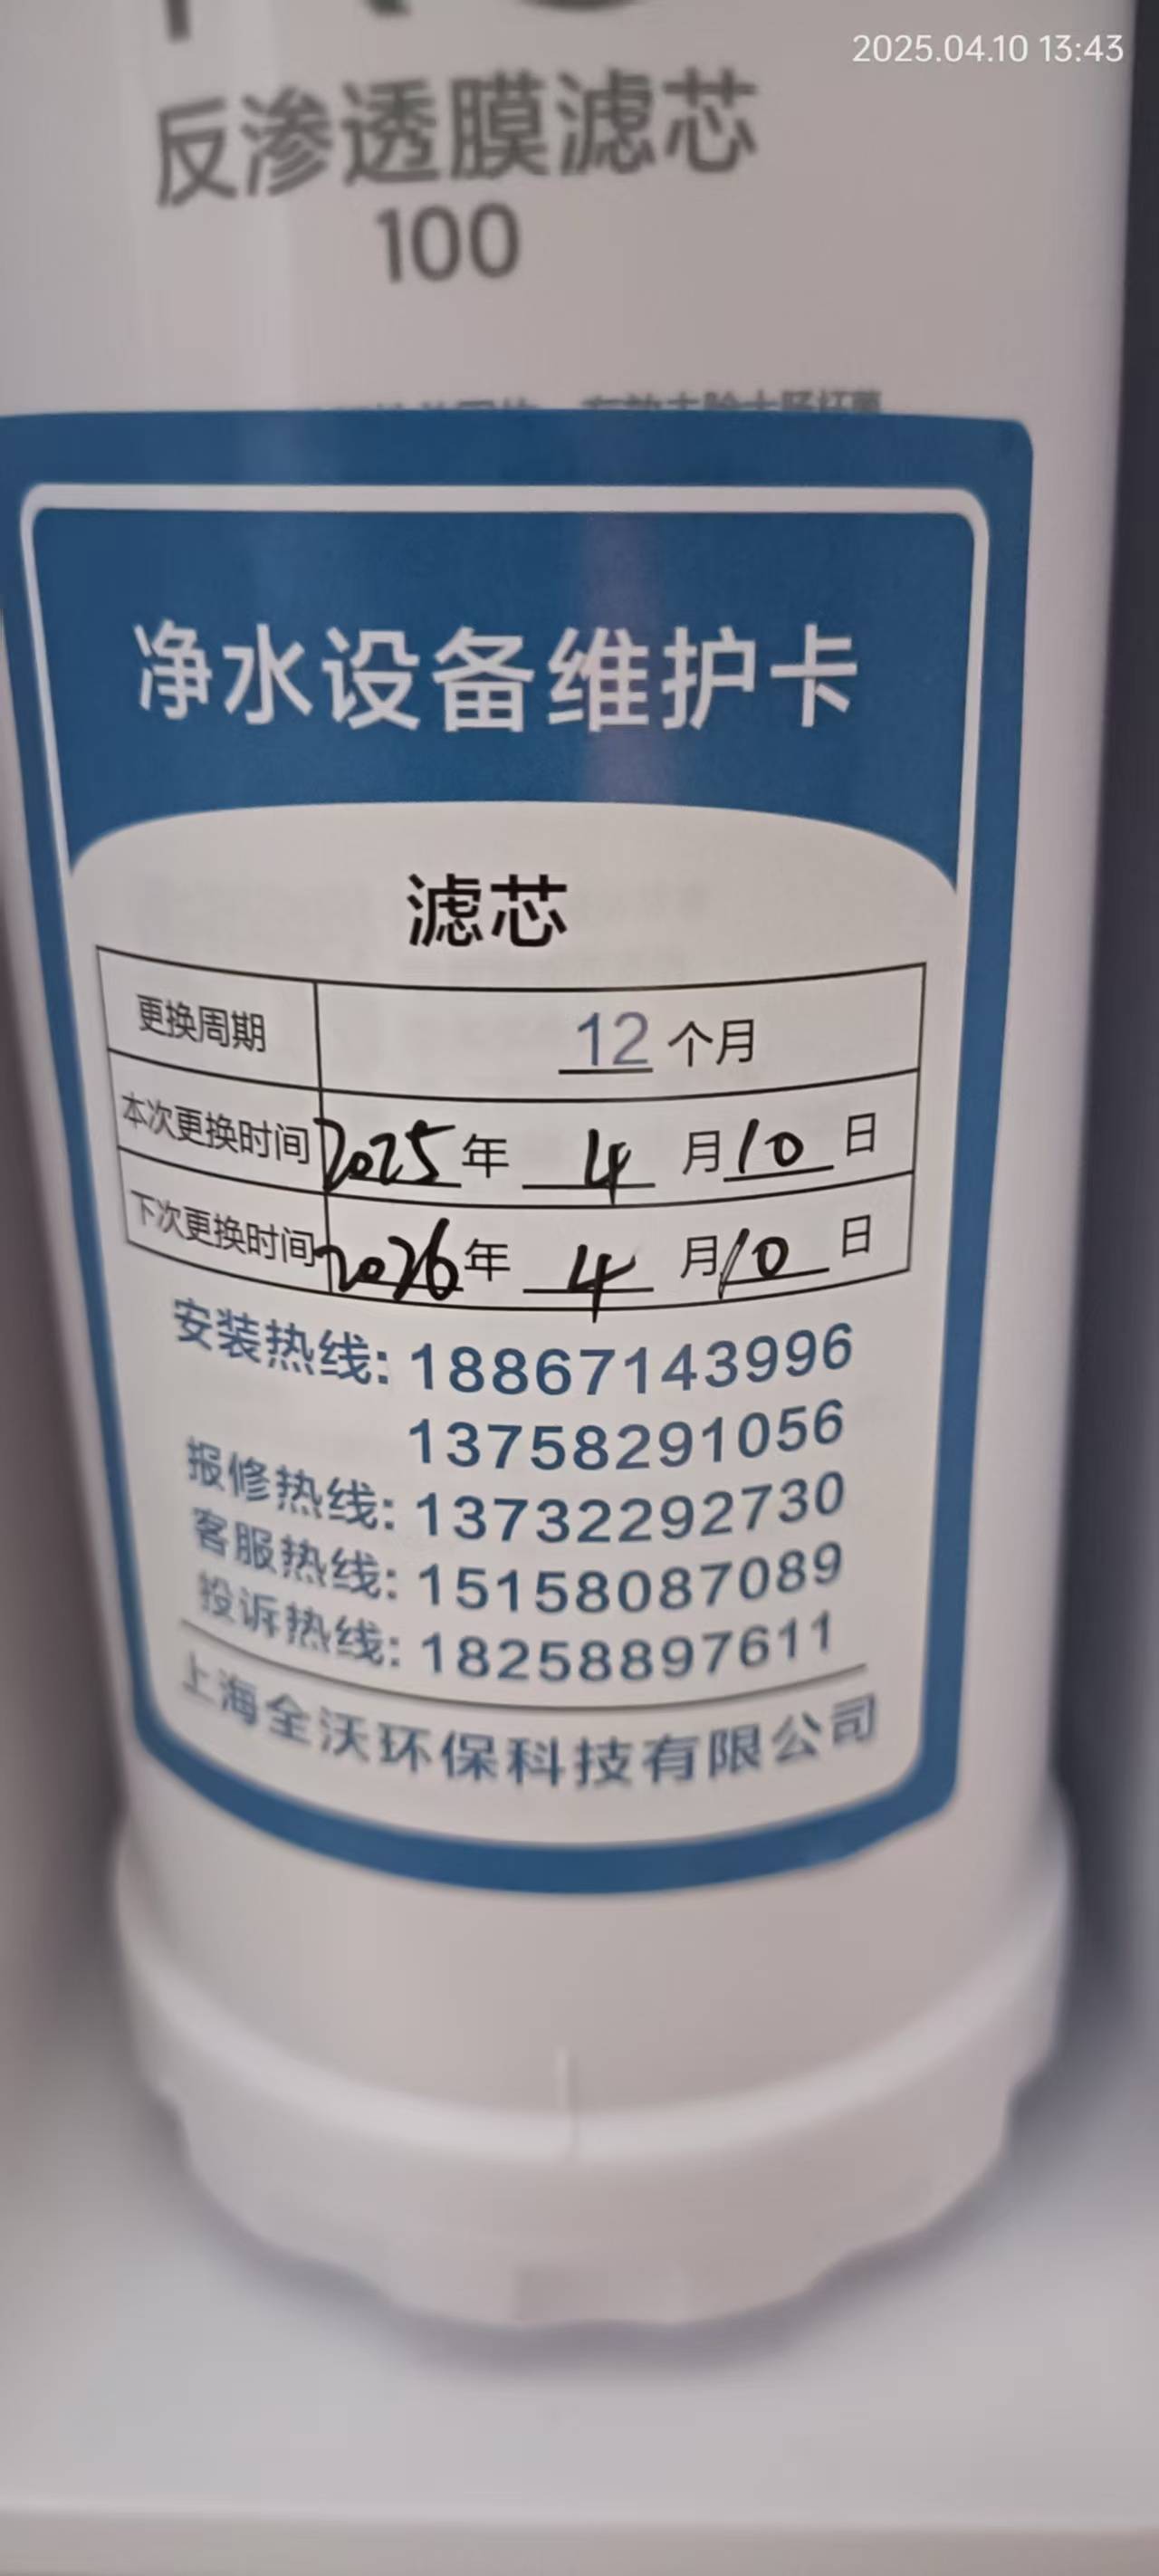 2025.04.10 13:43
反渗透膜滤芯
100
净水设备维护卡
滤芯
更换周期 12 个月
本次更换时间 2025 年 4 月 10 日
下次更换时间 2026 年 4 月 10 日
安装热线: 18867143996
13758291056
报修热线: 13732292730
客服热线: 15158087089
投诉热线: 18258897611
上海全沃环保科技有限公司